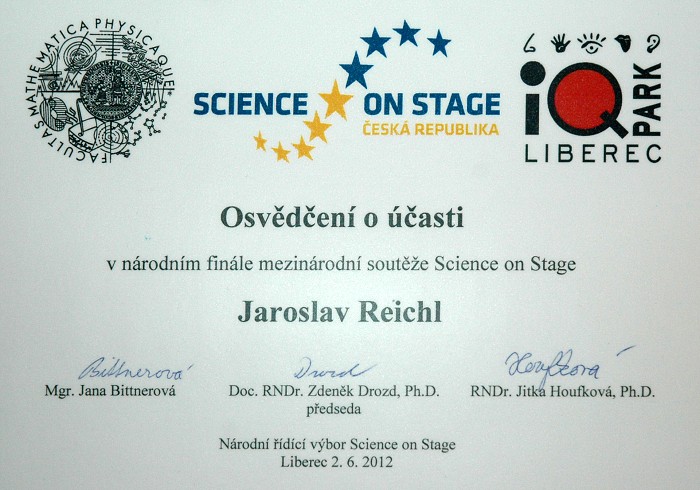 FACULTAS MATHEMATICA PHYSICAQUE
SCIENCE ON STAGE
ČESKÁ REPUBLIKA
iQ PARK
LIBEREC
Osvědčení o účasti
v národním finále mezinárodní soutěže Science on Stage
Jaroslav Reichl
Bittnerová
Drozd
Houfková
Mgr. Jana Bittnerová
Doc. RNDr. Zdeněk Drozd, Ph.D.
předseda
RNDr. Jitka Houfková, Ph.D.
Národní řídící výbor Science on Stage
Liberec 2. 6. 2012